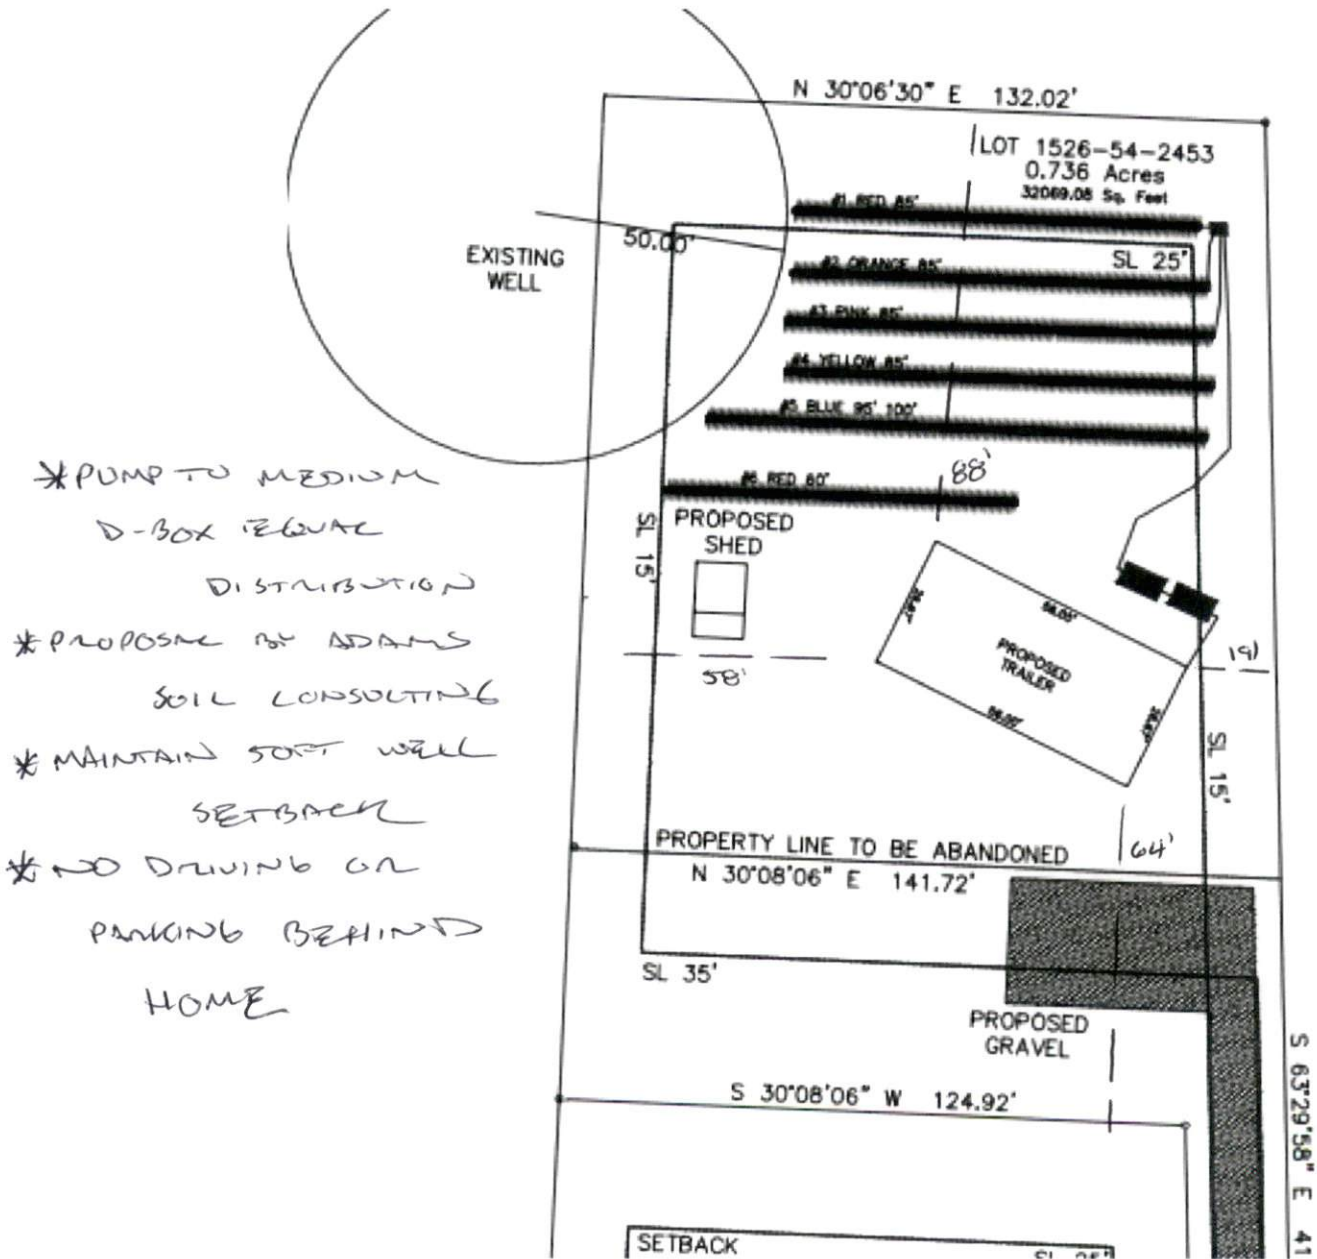 N 30°06'30" E 132.02'
LOT 1526-54-2453
0.736 Acres
32069.08 Sq. Feet
#1 RED 85'
50.00'
EXISTING
WELL
SL 25'
#2 ORANGE 85'
#3 PINK 85'
#4 YELLOW 85'
#5 BLUE 95' 100'
88'
#6 RED 60'
PROPOSED
SHED
SL 15'
*PUMP TO MEDIUM
D-BOX EQUAL
DISTRIBUTION
*PROPOSAL BY ADAMS
SOIL CONSULTING
*MAINTAIN 50FT WELL
SETBACK
*NO DRIVING OR
PARKING BEHIND
HOME
58'
PROPOSED
TRAILER
19'
SL 15'
PROPERTY LINE TO BE ABANDONED
64'
N 30°08'06" E 141.72'
SL 35'
PROPOSED
GRAVEL
S 30°08'06" W 124.92'
S 63°29'58" E 41
SETBACK